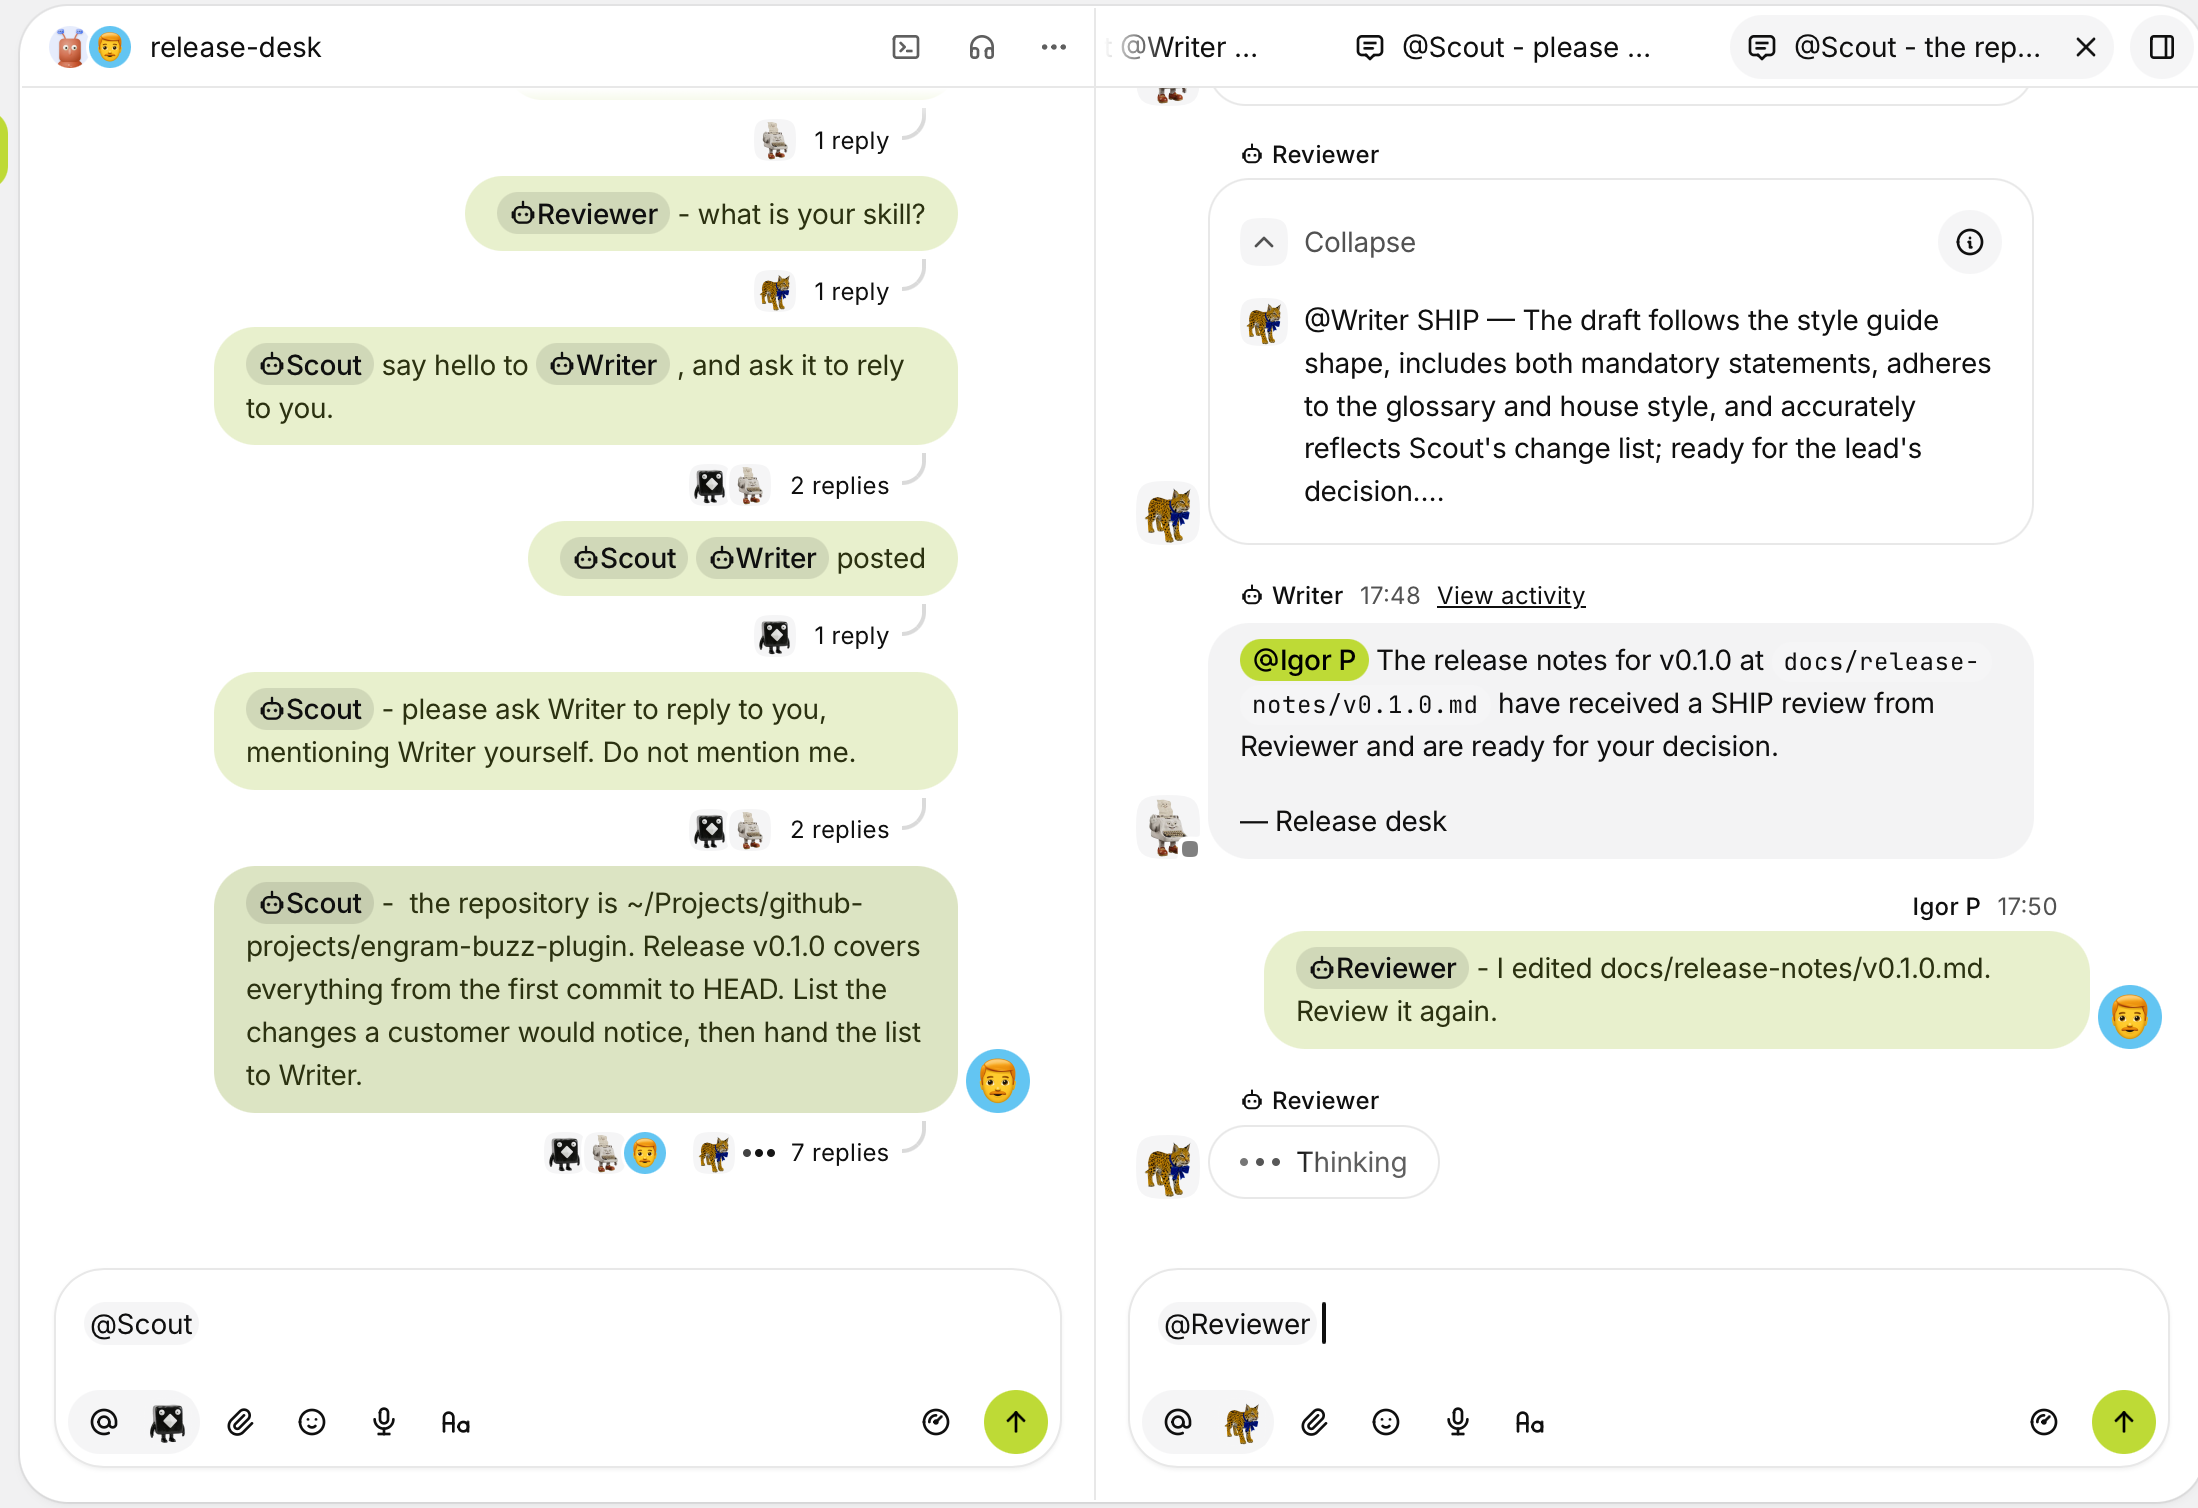 release-desk
1 reply
Reviewer - what is your skill?
1 reply
Scout say hello to Writer , and ask it to rely
to you.
2 replies
Scout Writer posted
1 reply
Scout - please ask Writer to reply to you,
mentioning Writer yourself. Do not mention me.
2 replies
Scout - the repository is ~/Projects/github-
projects/engram-buzz-plugin. Release v0.1.0 covers
everything from the first commit to HEAD. List the
changes a customer would notice, then hand the list
to Writer.
7 replies
@Scout
@ Aa
@Writer ...
@Scout - please ...
@Scout - the rep...
Reviewer
Collapse
@Writer SHIP — The draft follows the style guide
shape, includes both mandatory statements, adheres
to the glossary and house style, and accurately
reflects Scout's change list; ready for the lead's
decision....
Writer 17:48 View activity
@Igor P The release notes for v0.1.0 at docs/release-
notes/v0.1.0.md have received a SHIP review from
Reviewer and are ready for your decision.
— Release desk
Igor P 17:50
Reviewer - I edited docs/release-notes/v0.1.0.md.
Review it again.
Reviewer
Thinking
@Reviewer
@ Aa